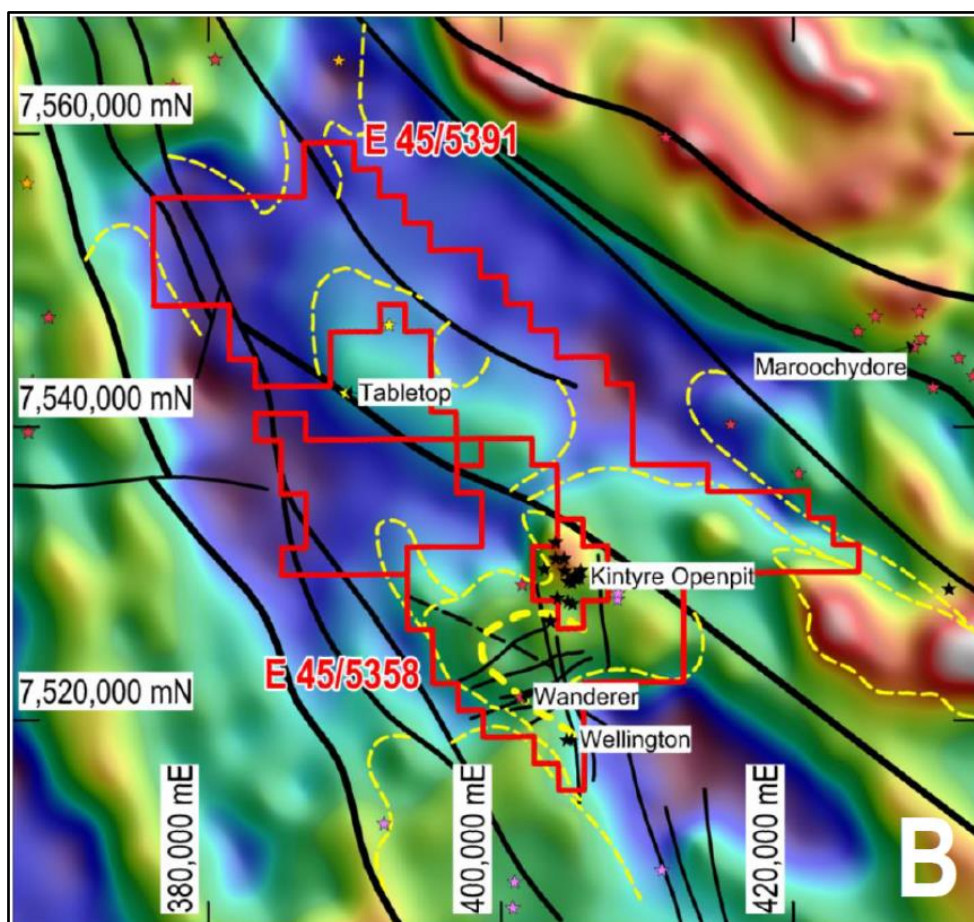 7,560,000 mN
E 45/5391
Maroochydore
7,540,000 mN
Tabletop
Kintyre Openpit
E 45/5358
7,520,000 mN
Wanderer
Wellington
380,000 mE
400,000 mE
420,000 mE
B